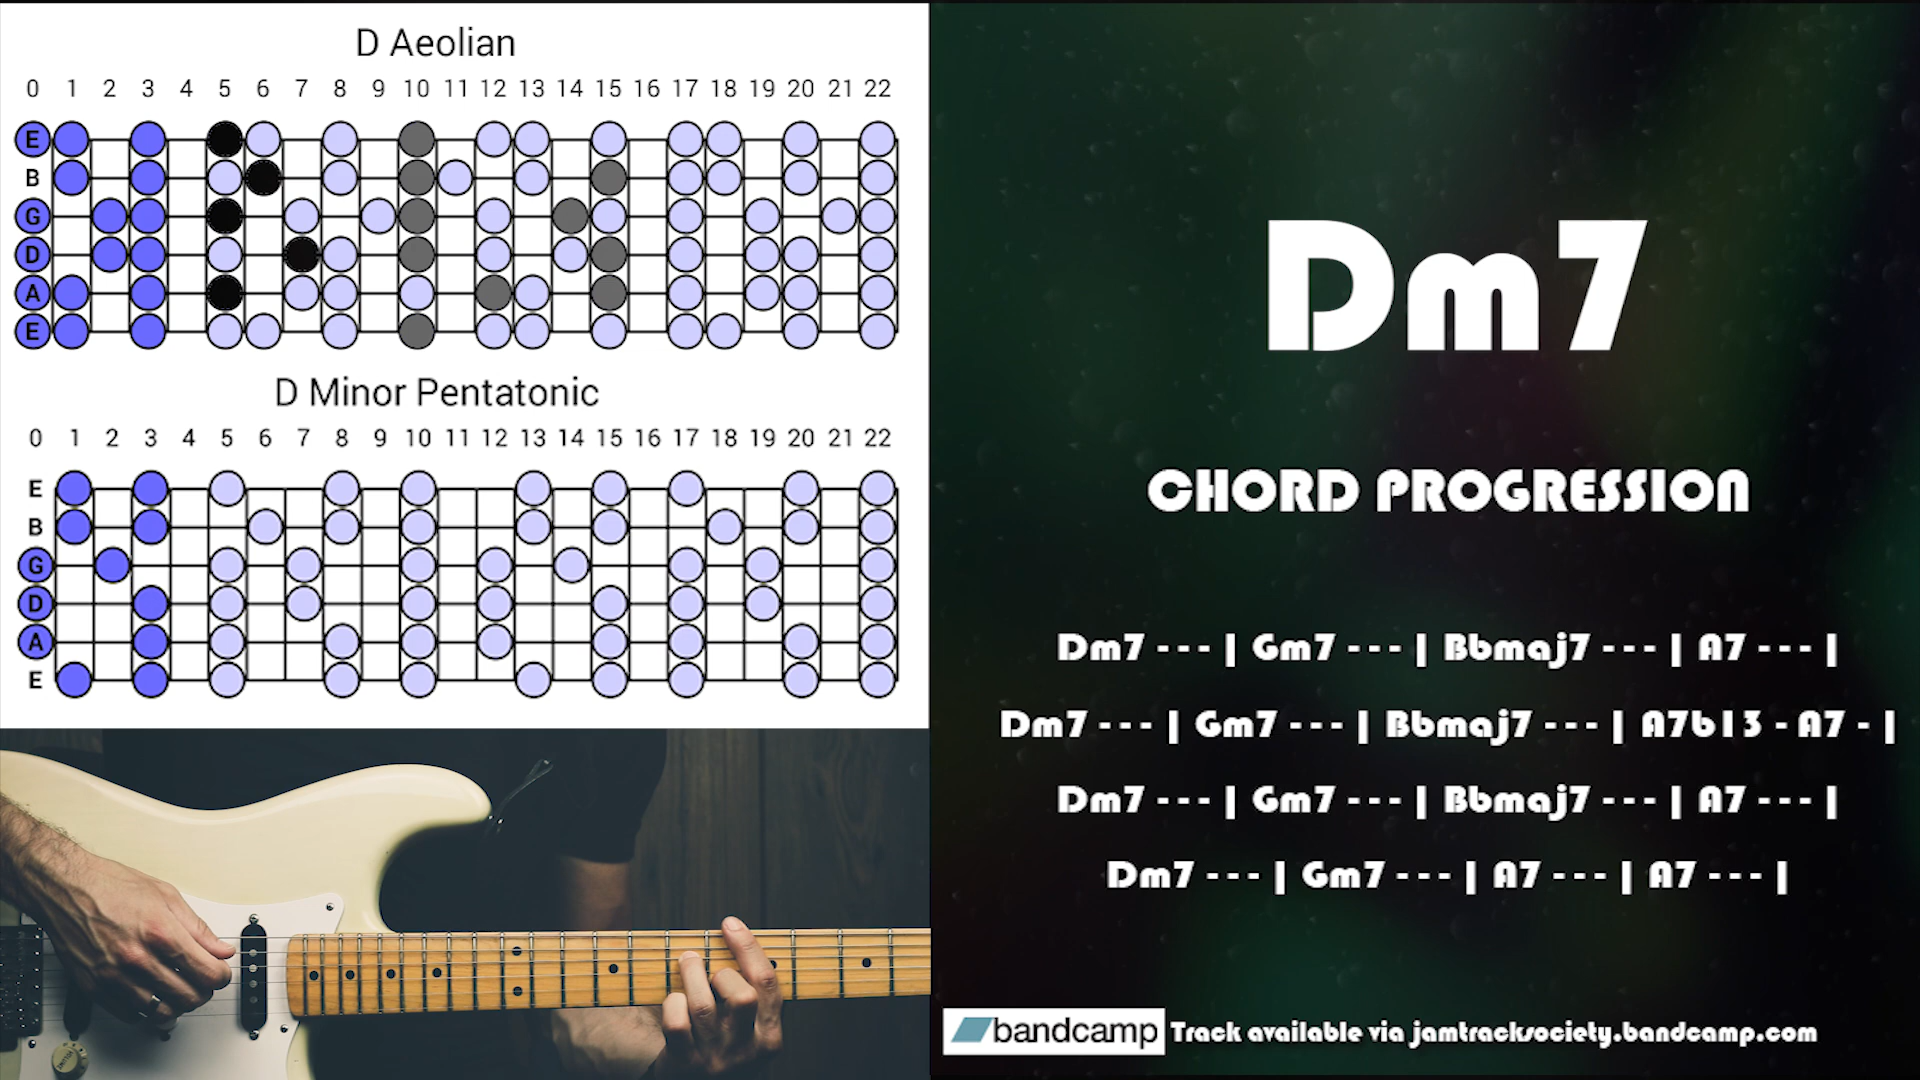 D Aeolian
0 1 2 3 4 5 6 7 8 9 10 11 12 13 14 15 16 17 18 19 20 21 22
E
B
G
D
A
E
D Minor Pentatonic
0 1 2 3 4 5 6 7 8 9 10 11 12 13 14 15 16 17 18 19 20 21 22
E
B
G
D
A
E
Dm7
CHORD PROGRESSION
Dm7 - - - | Gm7 - - - | Bbmaj7 - - - | A7 - - - |
Dm7 - - - | Gm7 - - - | Bbmaj7 - - - | A7b13 - A7 - |
Dm7 - - - | Gm7 - - - | Bbmaj7 - - - | A7 - - - |
Dm7 - - - | Gm7 - - - | A7 - - - | A7 - - - |
bandcamp Track available via jamtracksociety.bandcamp.com